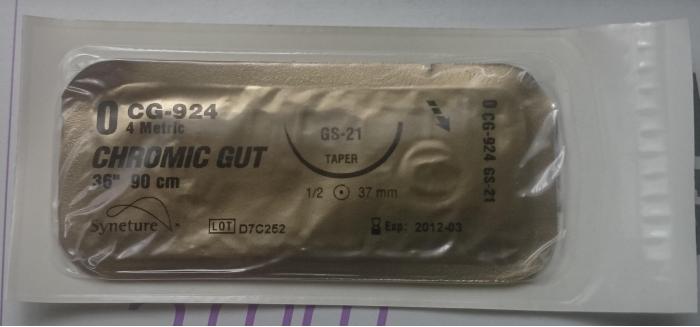 0 CG-924
4 Metric
CHROMIC GUT
36" 90 cm
Syneture™
LOT D7C252
GS-21
TAPER
1/2 37 mm
Exp: 2012-03
0 CG-924 GS-21